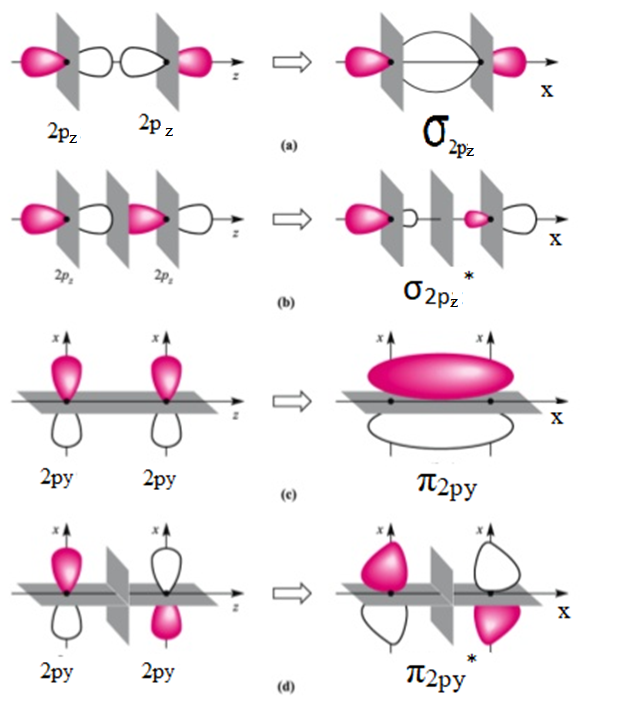 z X
2pz 2p z σ2pz
(a)
z X
2pz 2pz σ2pz*
(b)
x x x x
z X
2py 2py π2py
(c)
x x x x
z X
2py 2py π2py*
(d)